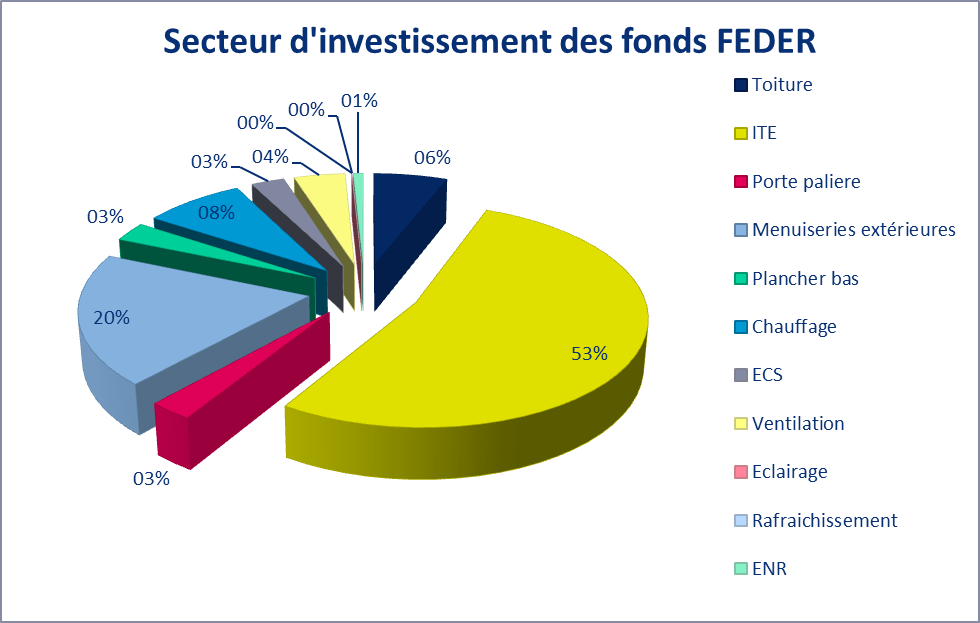 Secteur d'investissement des fonds FEDER
06%
53%
03%
20%
03%
08%
03%
04%
00%
00%
01%
Toiture
ITE
Porte paliere
Menuiseries extérieures
Plancher bas
Chauffage
ECS
Ventilation
Eclairage
Rafraichissement
ENR